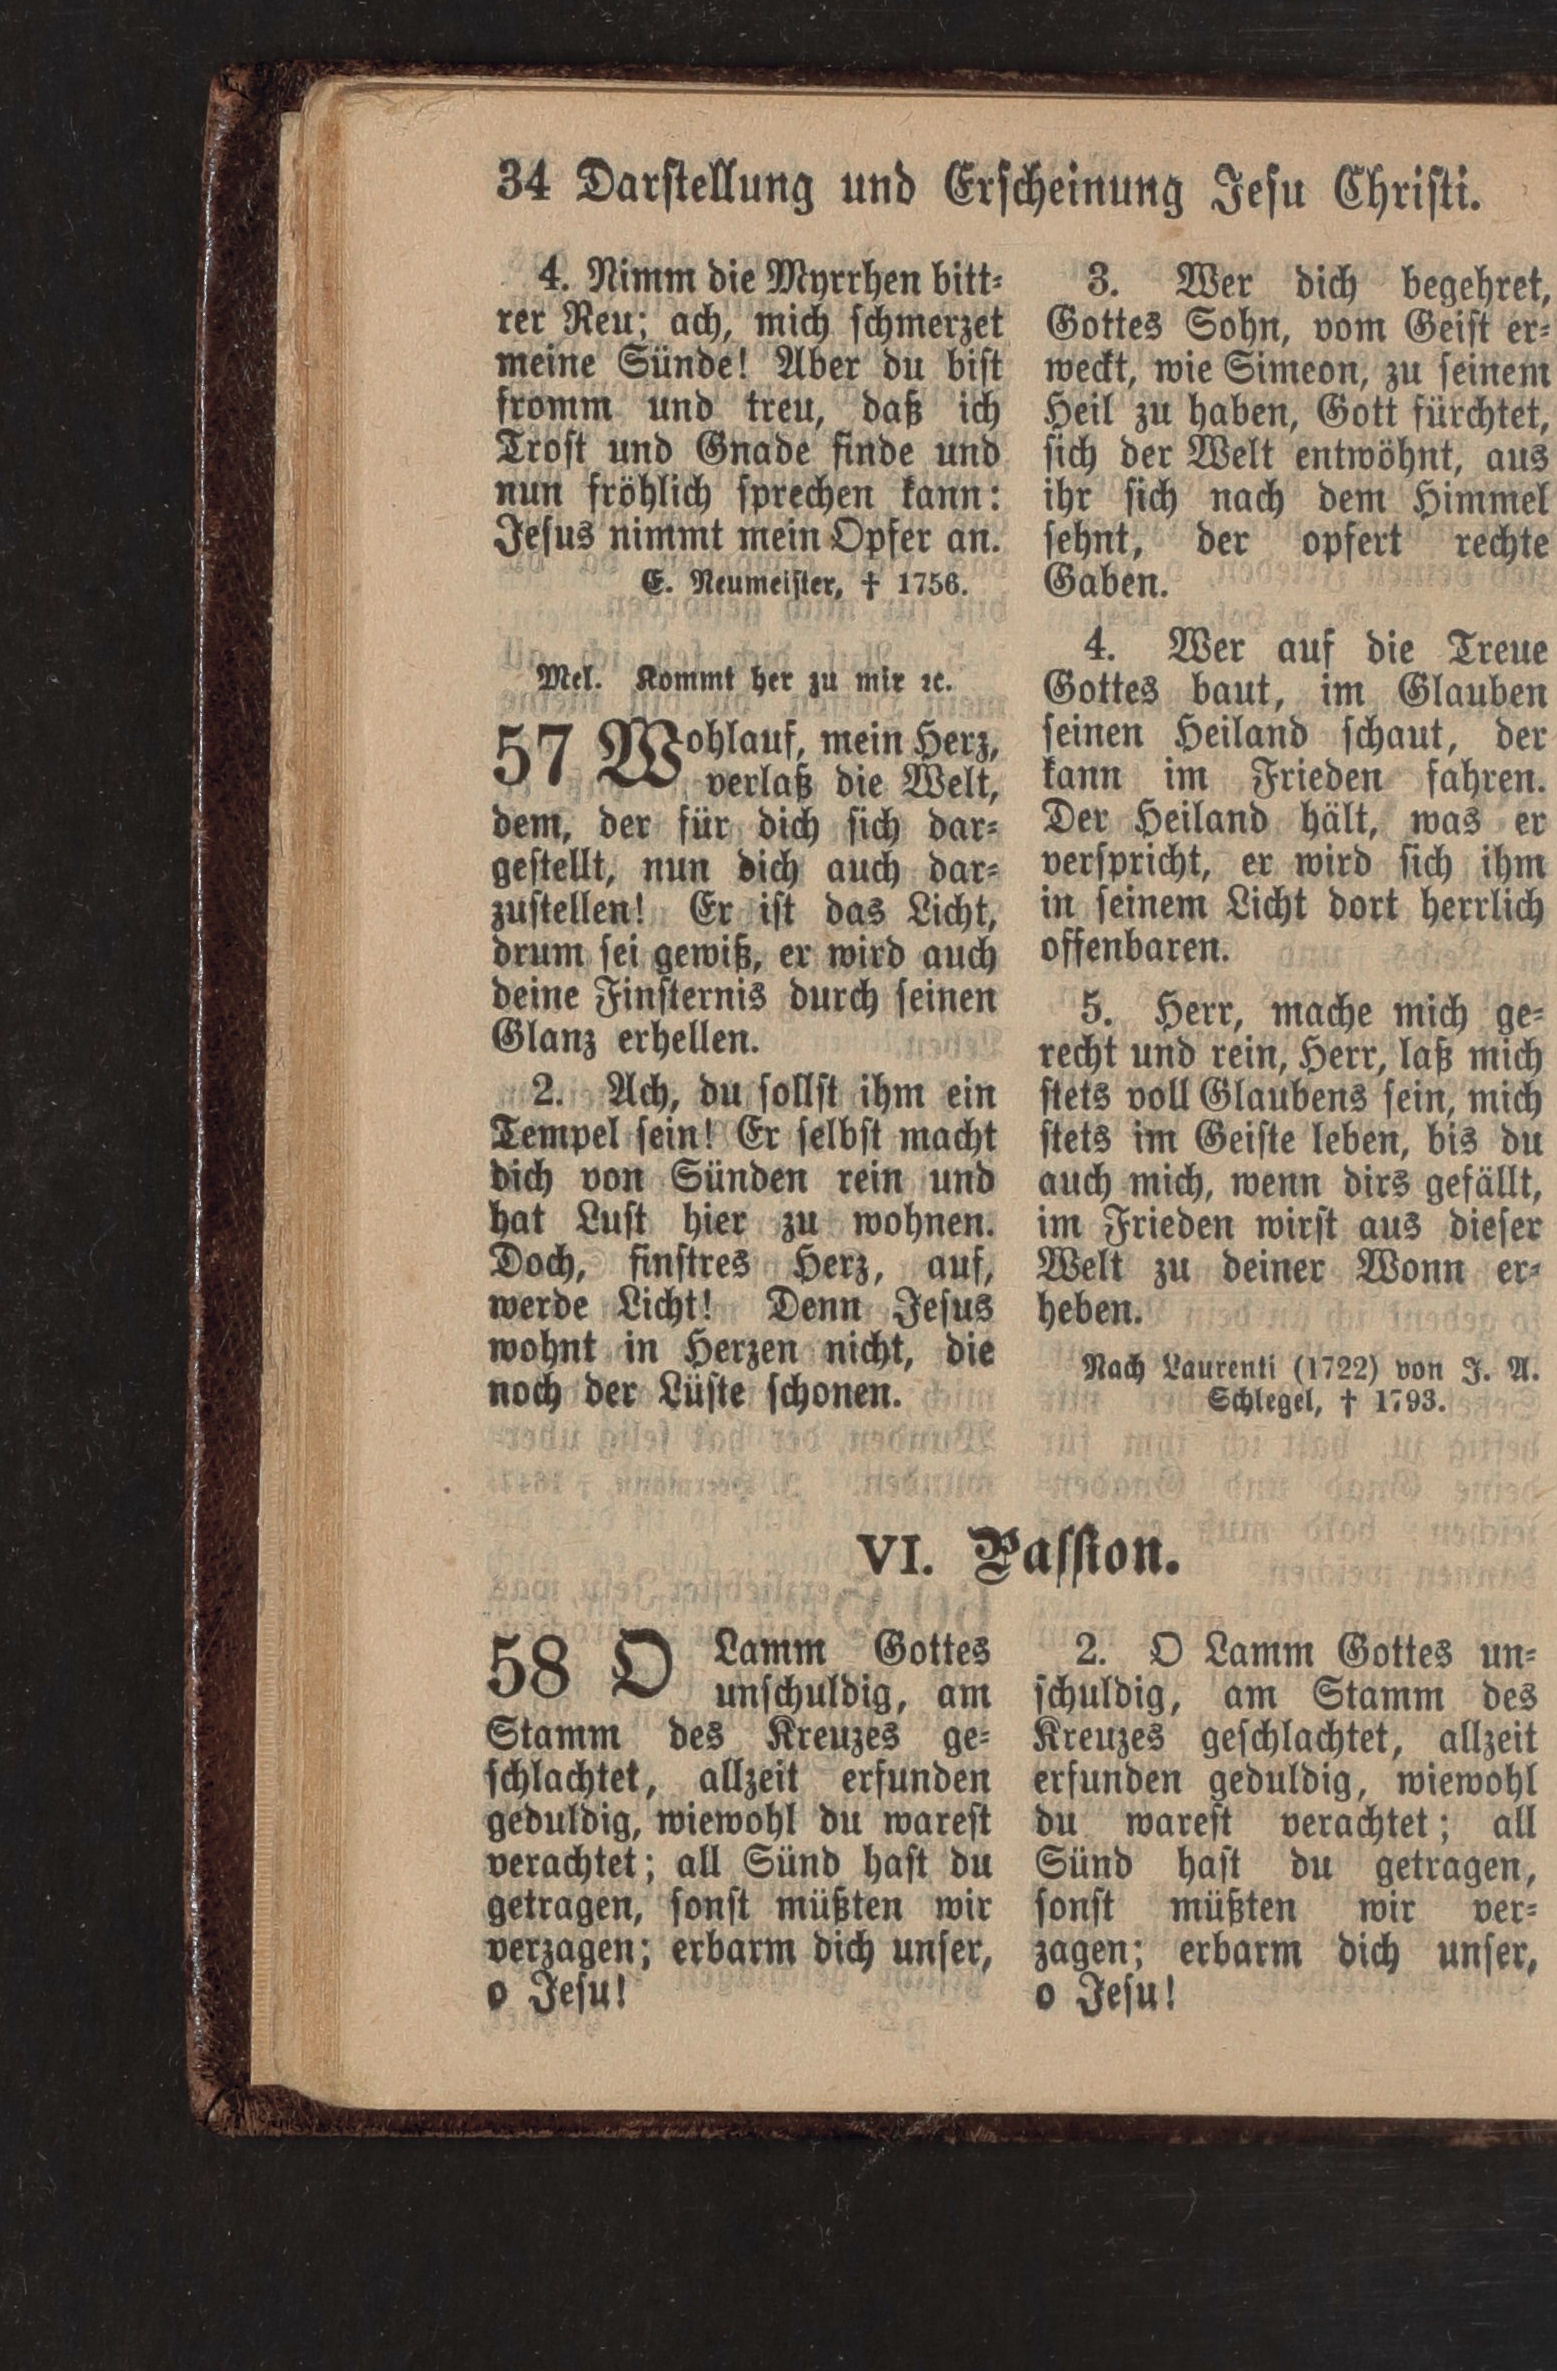 34 Darstellung und Erscheinung Jesu Christi.
4. Nimm die Myrrhen bitt-
rer Reu; ach, mich schmerzet
meine Sünde! Aber du bist
fromm und treu, daß ich
Trost und Gnade finde und
nun fröhlich sprechen kann:
Jesus nimmt mein Opfer an.
E. Neumeister, † 1756.
Mel. Kommt her zu mir ꝛc.
57 Wohlauf, mein Herz,
verlaß die Welt,
dem, der für dich sich dar-
gestellt, nun dich auch dar-
zustellen! Er ist das Licht,
drum sei gewiß, er wird auch
deine Finsternis durch seinen
Glanz erhellen.
2. Ach, du sollst ihm ein
Tempel sein! Er selbst macht
dich von Sünden rein und
hat Lust hier zu wohnen.
Doch, finstres Herz, auf,
werde Licht! Denn Jesus
wohnt in Herzen nicht, die
noch der Lüste schonen.
3. Wer dich begehret,
Gottes Sohn, vom Geist er-
weckt, wie Simeon, zu seinem
Heil zu haben, Gott fürchtet,
sich der Welt entwöhnt, aus
ihr sich nach dem Himmel
sehnt, der opfert rechte
Gaben.
4. Wer auf die Treue
Gottes baut, im Glauben
seinen Heiland schaut, der
kann im Frieden fahren.
Der Heiland hält, was er
verspricht, er wird sich ihm
in seinem Licht dort herrlich
offenbaren.
5. Herr, mache mich ge-
recht und rein, Herr, laß mich
stets voll Glaubens sein, mich
stets im Geiste leben, bis du
auch mich, wenn dirs gefällt,
im Frieden wirst aus dieser
Welt zu deiner Wonn er-
heben.
Nach Laurenti (1722) von J. A.
Schlegel, † 1793.
VI. Passion.
58 O Lamm Gottes
unschuldig, am
Stamm des Kreuzes ge-
schlachtet, allzeit erfunden
geduldig, wiewohl du warest
verachtet; all Sünd hast du
getragen, sonst müßten wir
verzagen; erbarm dich unser,
o Jesu!
2. O Lamm Gottes un-
schuldig, am Stamm des
Kreuzes geschlachtet, allzeit
erfunden geduldig, wiewohl
du warest verachtet; all
Sünd hast du getragen,
sonst müßten wir ver-
zagen; erbarm dich unser,
o Jesu!